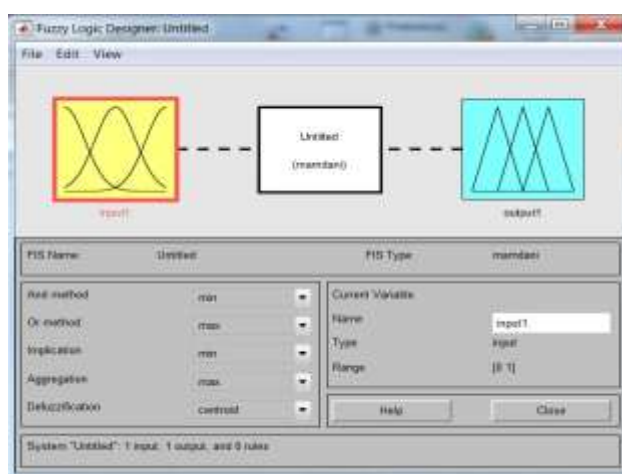 Fuzzy Logic Designer: Untitled
File Edit View
Untitled
(mamdani)
input1
output1
FIS Name: Untitled FIS Type mamdani
And method min
Or method max
Implication min
Aggregation max
Defuzzification centroid
Current Variable
Name input1
Type input
Range [0 1]
Help Close
System "Untitled": 1 input, 1 output, and 0 rules